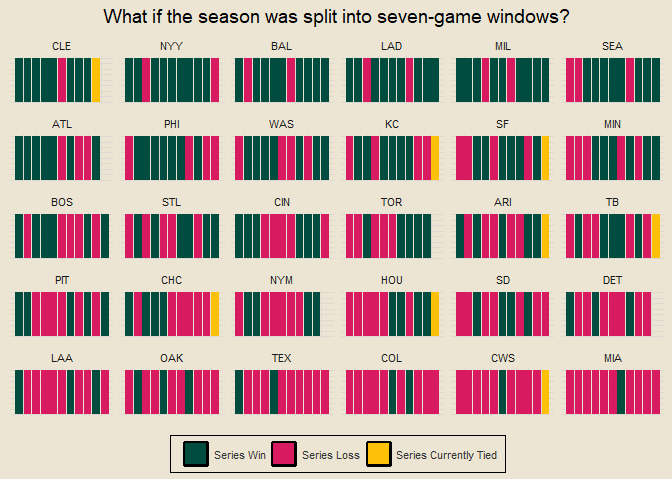 What if the season was split into seven-game windows?
CLE NYY BAL LAD MIL SEA
ATL PHI WAS KC SF MIN
BOS STL CIN TOR ARI TB
PIT CHC NYM HOU SD DET
LAA OAK TEX COL CWS MIA
Series Win Series Loss Series Currently Tied